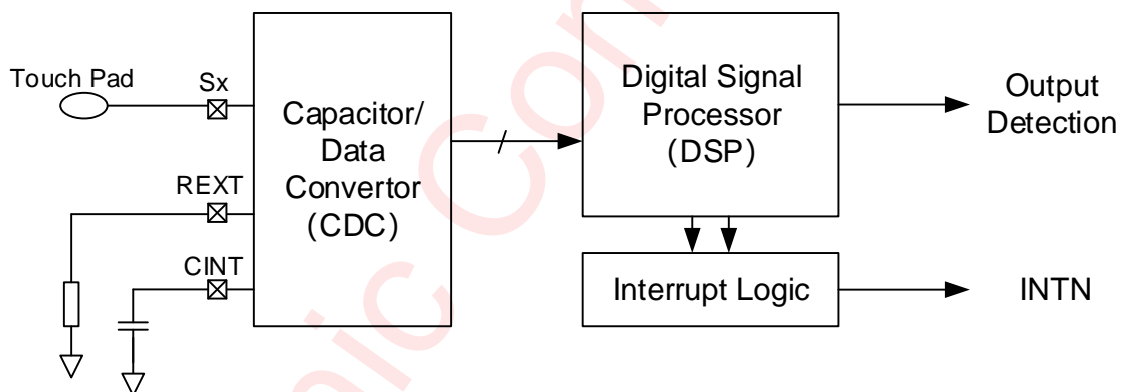 Touch Pad
Sx
REXT
CINT
Capacitor/
Data
Convertor
(CDC)
Digital Signal
Processor
(DSP)
Interrupt Logic
Output
Detection
INTN